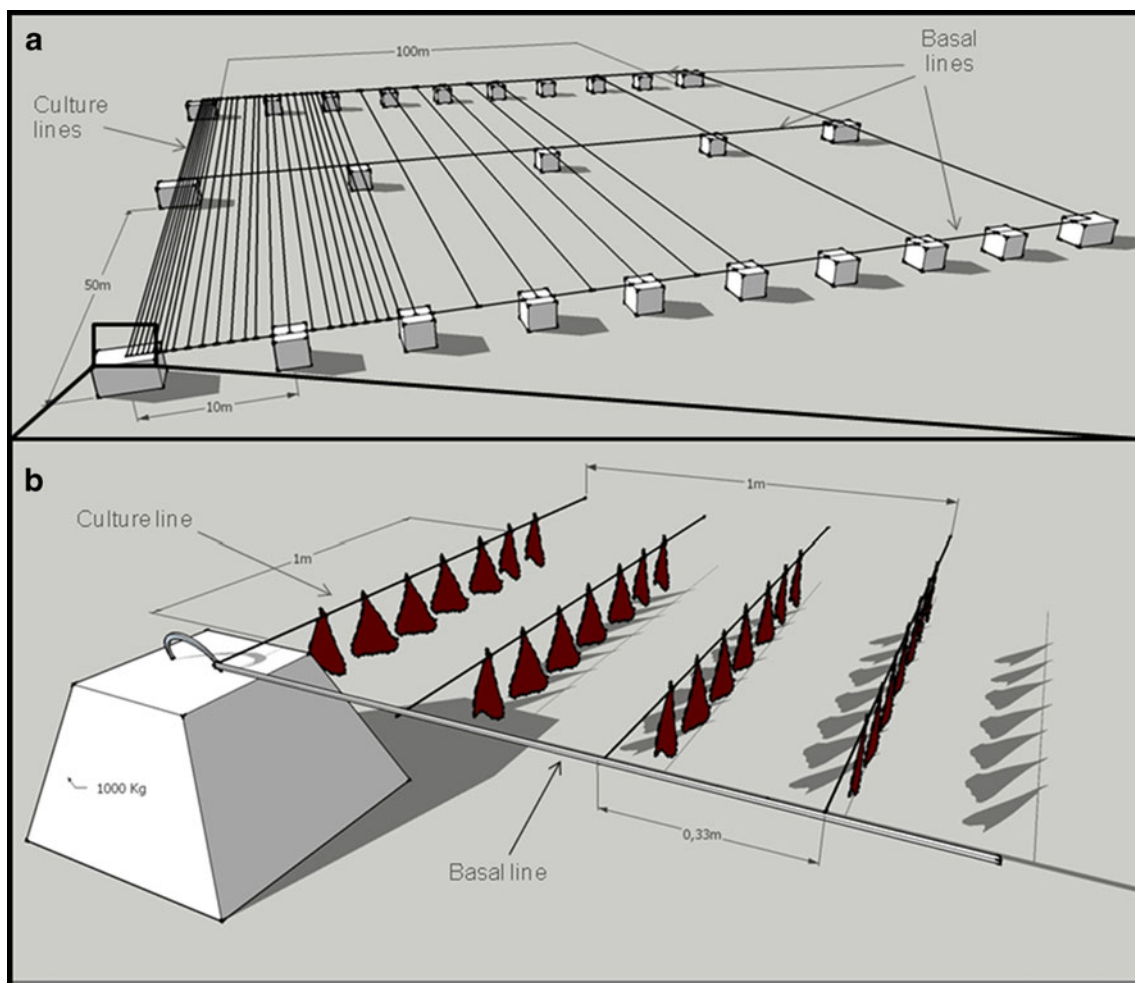 a
100m
Basal
lines
Culture
lines
50m
10m
b
1m
Culture line
1m
1000 Kg
0,33m
Basal line